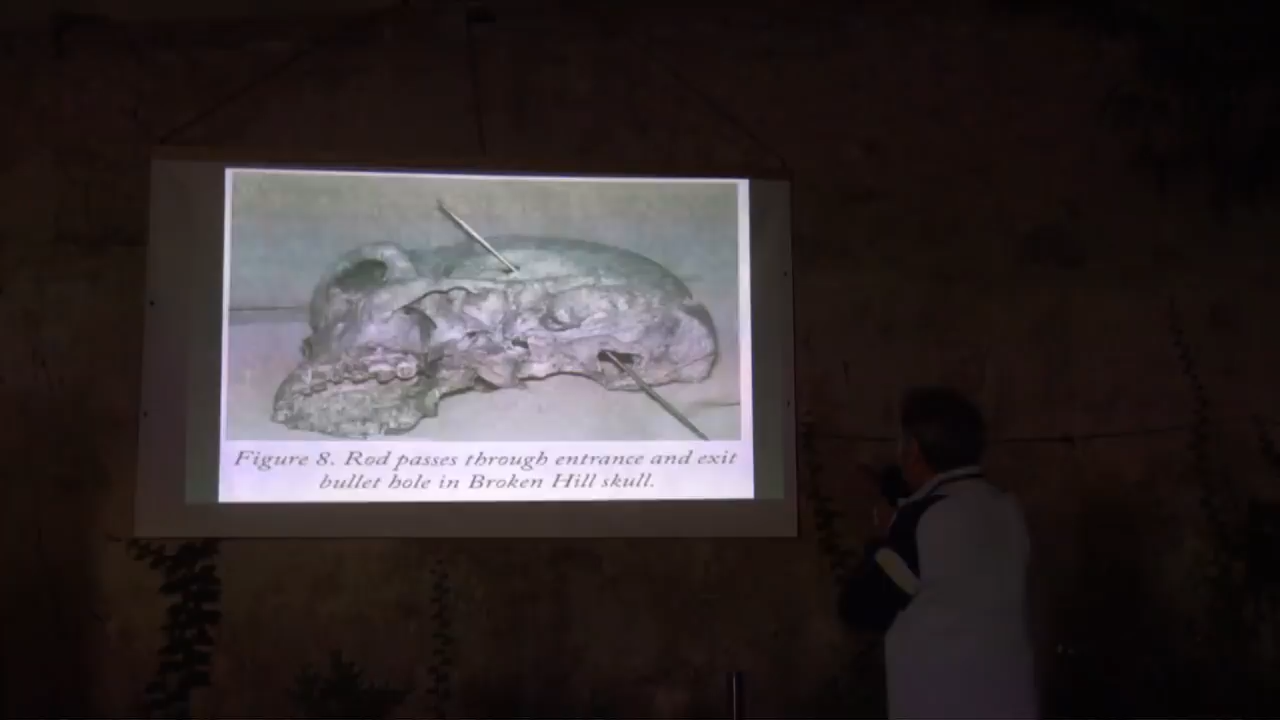 Figure 8. Rod passes through entrance and exit
bullet hole in Broken Hill skull.